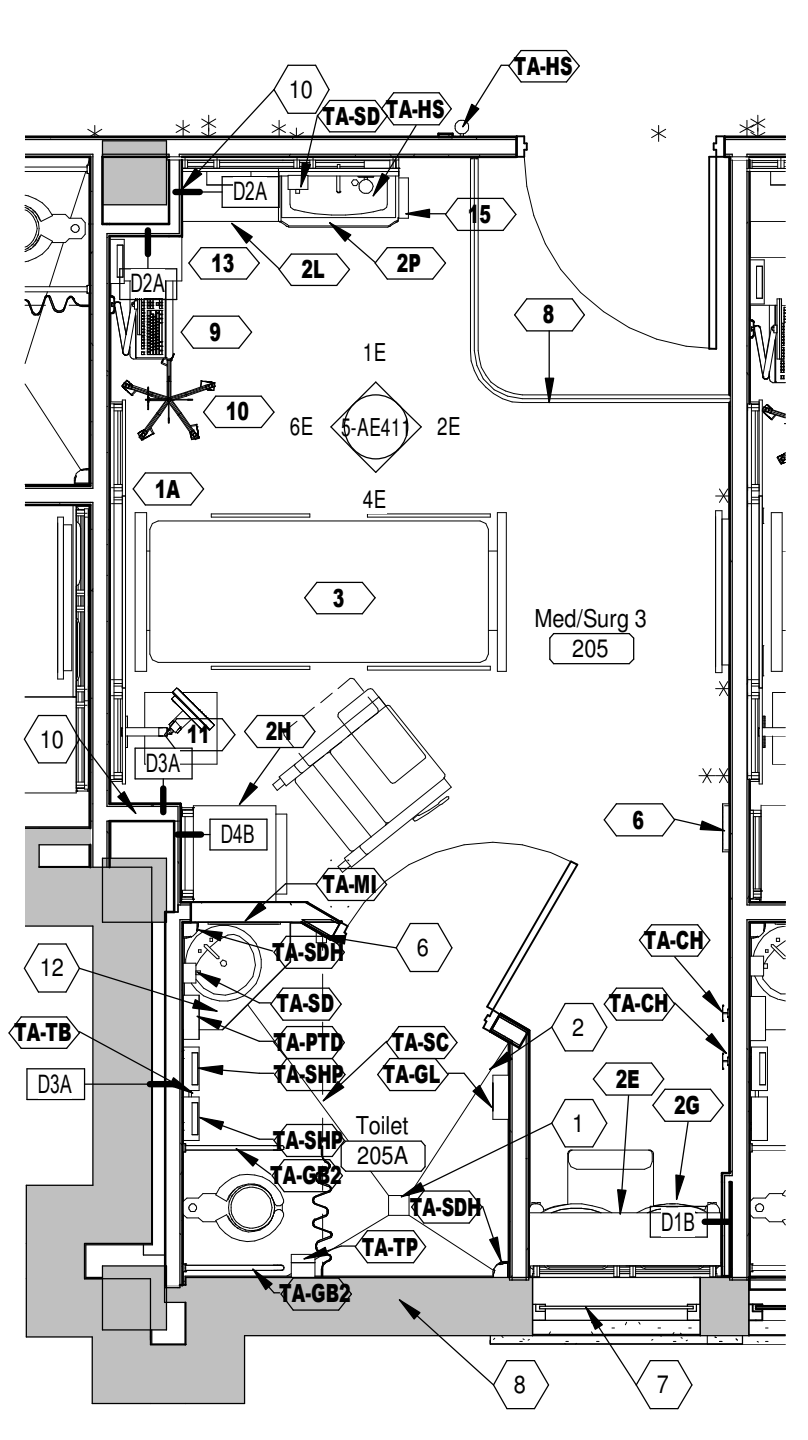 TA-HS
10
TA-SD
TA-HS
D2A
15
13
2L
2P
D2A
9
8
1E
10
6E
5-AE411
2E
1A
4E
3
Med/Surg 3
205
11
2H
10
D3A
D4B
6
TA-MI
TA-SDH
6
TA-CH
12
TA-SD
TA-CH
TA-TB
TA-PTD
TA-SC
2
D3A
TA-SHP
TA-GL
2E
2G
TA-SHP
Toilet
1
205A
TA-GB2
TA-SDH
D1B
TA-TP
TA-GB2
8
7